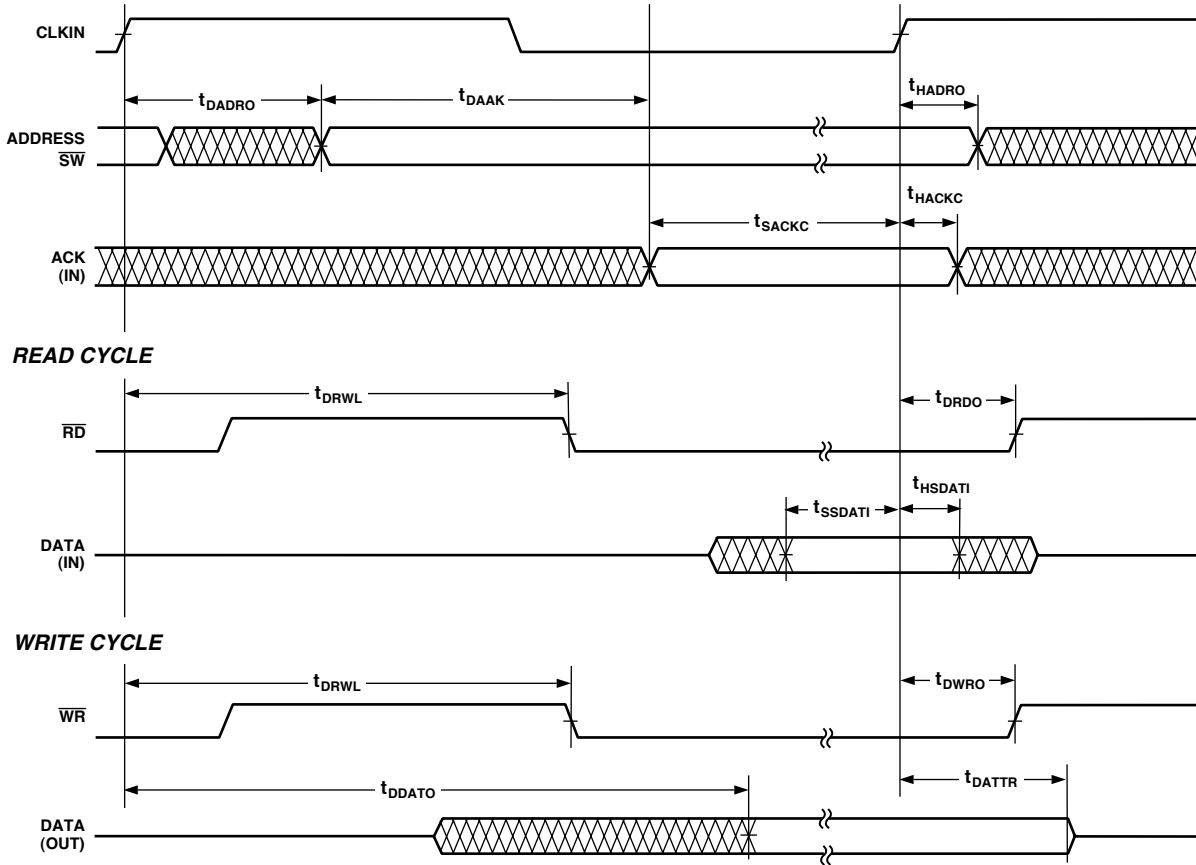 CLKIN
tDADRO
tDAAK
tHADRO
ADDRESS
SW
tHACKC
tSACKC
ACK
(IN)
READ CYCLE
tDRWL
tDRDO
RD
tHSDATI
tSSDATI
DATA
(IN)
WRITE CYCLE
tDRWL
tDWRO
WR
tDATTR
tDDATO
DATA
(OUT)